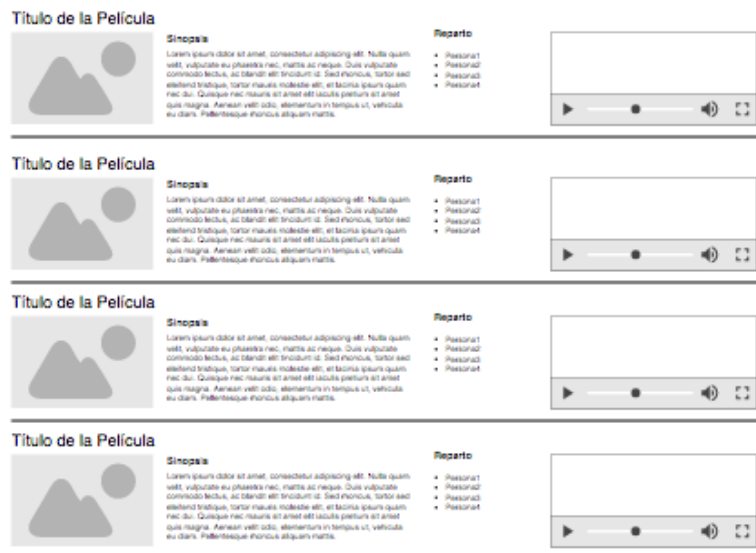 Título de la Película
Sinopsis
Lorem ipsum dolor sit amet, consectetur adipiscing elit. Nulla quam
velit, vulputate eu pharetra nec, mattis ac neque. Duis vulputate
commodo lectus, ac blandit elit tincidunt id. Sed rhoncus, tortor sed
eleifend tristique, tortor mauris molestie elit, et lacinia ipsum quam
nec dui. Quisque nec mauris sit amet elit iaculis pretium sit amet
quis magna. Aenean velit odio, elementum in tempus ut, vehicula
eu diam. Pellentesque rhoncus aliquam mattis.
Reparto
Persona1
Persona2
Persona3
Persona4
Título de la Película
Sinopsis
Lorem ipsum dolor sit amet, consectetur adipiscing elit. Nulla quam
velit, vulputate eu pharetra nec, mattis ac neque. Duis vulputate
commodo lectus, ac blandit elit tincidunt id. Sed rhoncus, tortor sed
eleifend tristique, tortor mauris molestie elit, et lacinia ipsum quam
nec dui. Quisque nec mauris sit amet elit iaculis pretium sit amet
quis magna. Aenean velit odio, elementum in tempus ut, vehicula
eu diam. Pellentesque rhoncus aliquam mattis.
Reparto
Persona1
Persona2
Persona3
Persona4
Título de la Película
Sinopsis
Lorem ipsum dolor sit amet, consectetur adipiscing elit. Nulla quam
velit, vulputate eu pharetra nec, mattis ac neque. Duis vulputate
commodo lectus, ac blandit elit tincidunt id. Sed rhoncus, tortor sed
eleifend tristique, tortor mauris molestie elit, et lacinia ipsum quam
nec dui. Quisque nec mauris sit amet elit iaculis pretium sit amet
quis magna. Aenean velit odio, elementum in tempus ut, vehicula
eu diam. Pellentesque rhoncus aliquam mattis.
Reparto
Persona1
Persona2
Persona3
Persona4
Título de la Película
Sinopsis
Lorem ipsum dolor sit amet, consectetur adipiscing elit. Nulla quam
velit, vulputate eu pharetra nec, mattis ac neque. Duis vulputate
commodo lectus, ac blandit elit tincidunt id. Sed rhoncus, tortor sed
eleifend tristique, tortor mauris molestie elit, et lacinia ipsum quam
nec dui. Quisque nec mauris sit amet elit iaculis pretium sit amet
quis magna. Aenean velit odio, elementum in tempus ut, vehicula
eu diam. Pellentesque rhoncus aliquam mattis.
Reparto
Persona1
Persona2
Persona3
Persona4